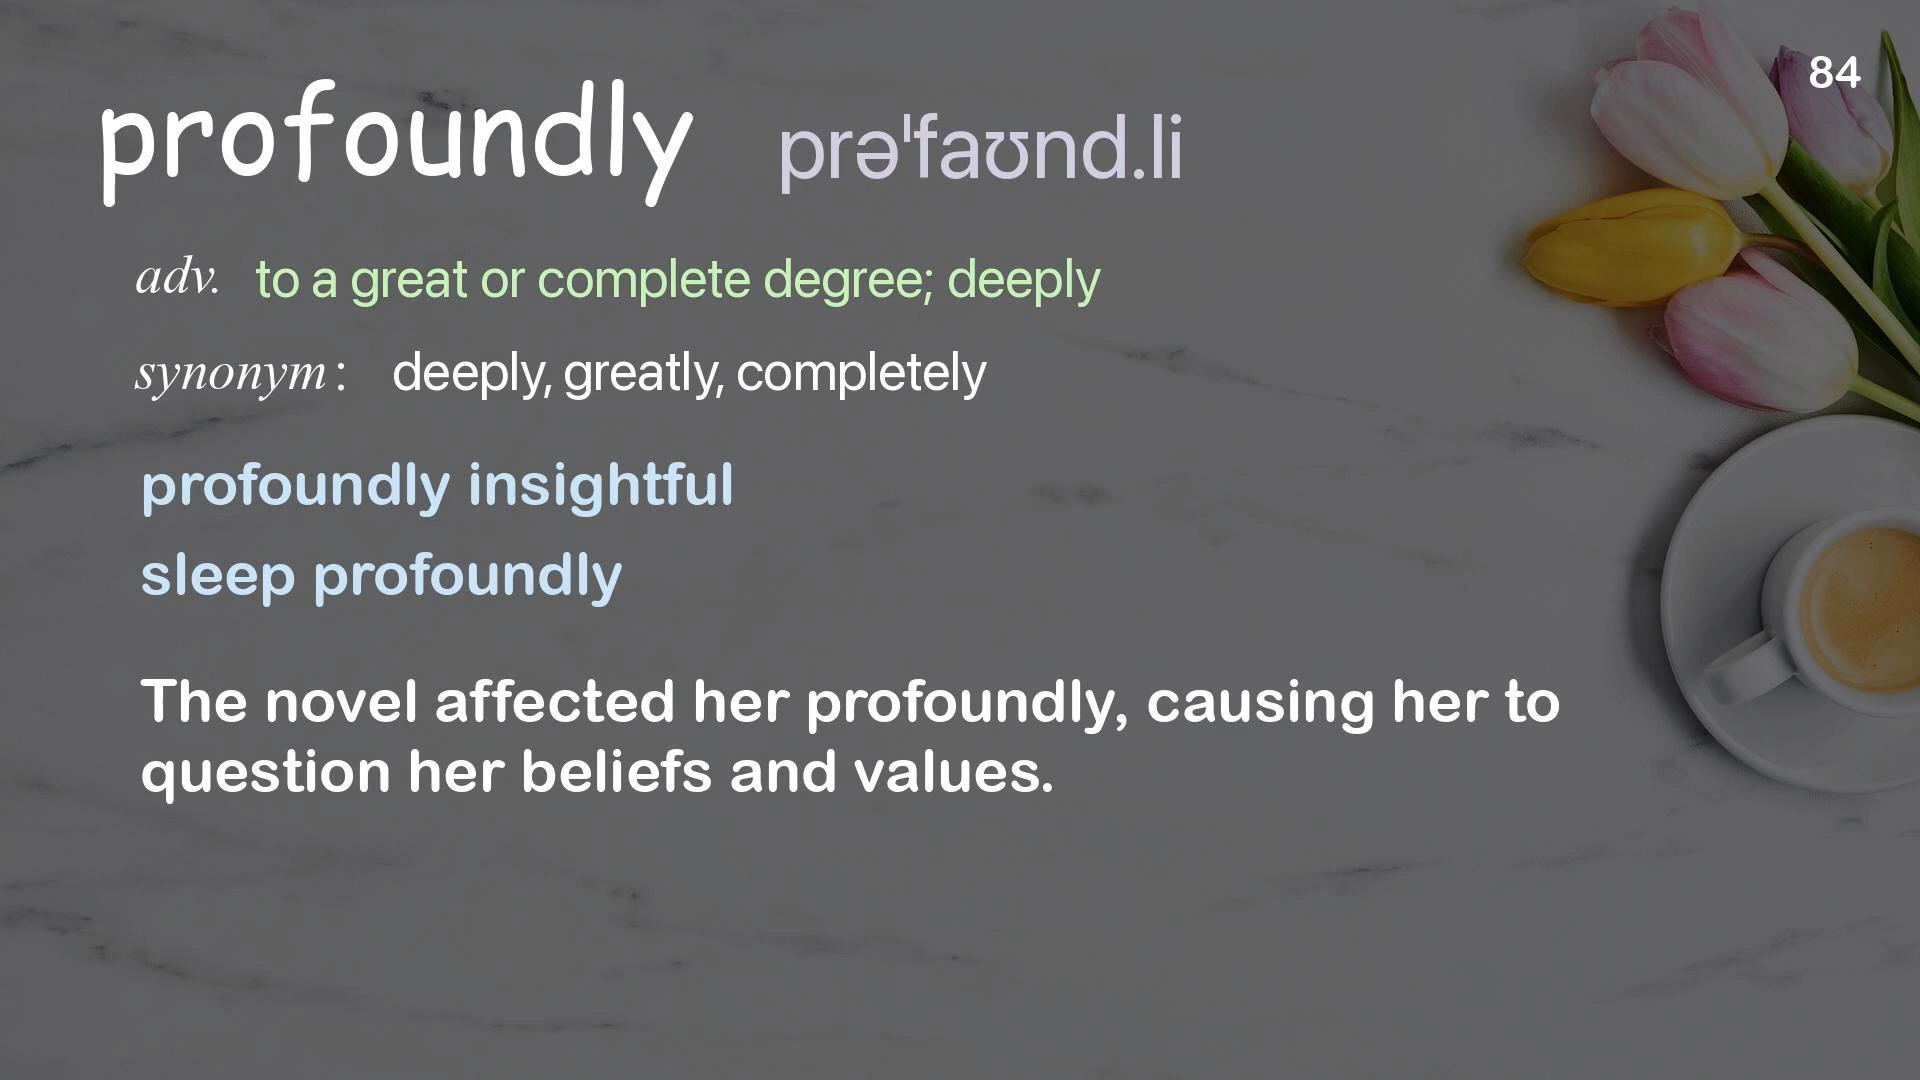 84
profoundly prəˈfaʊnd.li
adv. to a great or complete degree; deeply
synonym: deeply, greatly, completely
profoundly insightful
sleep profoundly
The novel affected her profoundly, causing her to
question her beliefs and values.